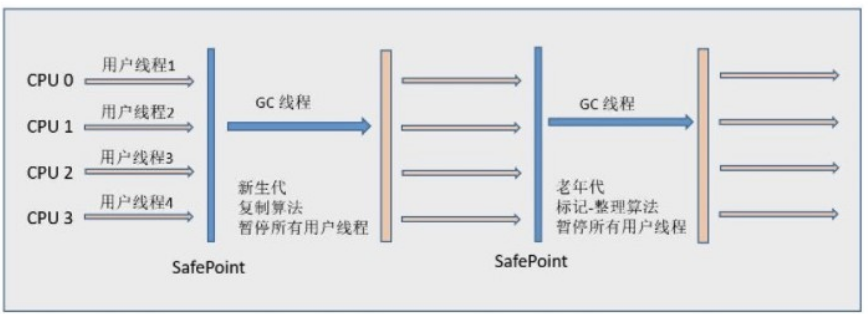 CPU 0
用户线程1
CPU 1
用户线程2
CPU 2
用户线程3
CPU 3
用户线程4
SafePoint
GC 线程
新生代
复制算法
暂停所有用户线程
SafePoint
GC 线程
老年代
标记-整理算法
暂停所有用户线程